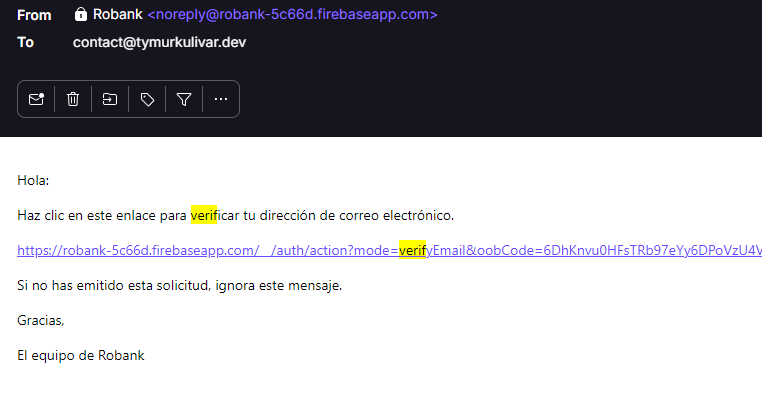 From Robank <noreply@robank-5c66d.firebaseapp.com>
To contact@tymurkulivar.dev
Hola:
Haz clic en este enlace para verificar tu dirección de correo electrónico.
https://robank-5c66d.firebaseapp.com/__/auth/action?mode=verifyEmail&oobCode=6DhKnvu0HFsTRb97eYy6DPoVzU4V
Si no has emitido esta solicitud, ignora este mensaje.
Gracias,
El equipo de Robank